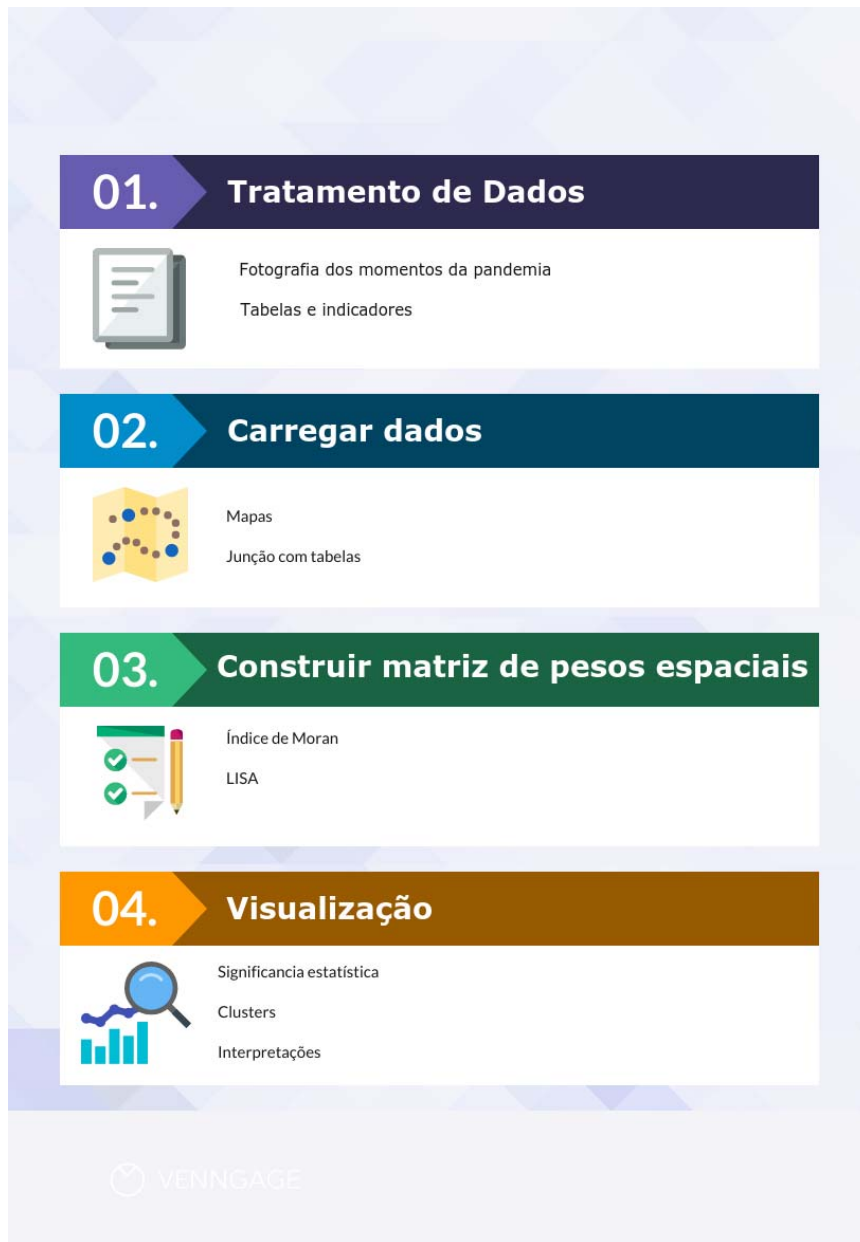 01.
Tratamento de Dados
Fotografia dos momentos da pandemia
Tabelas e indicadores
02.
Carregar dados
Mapas
Junção com tabelas
03.
Construir matriz de pesos espaciais
Índice de Moran
LISA
04.
Visualização
Significancia estatística
Clusters
Interpretações
VENNGAGE